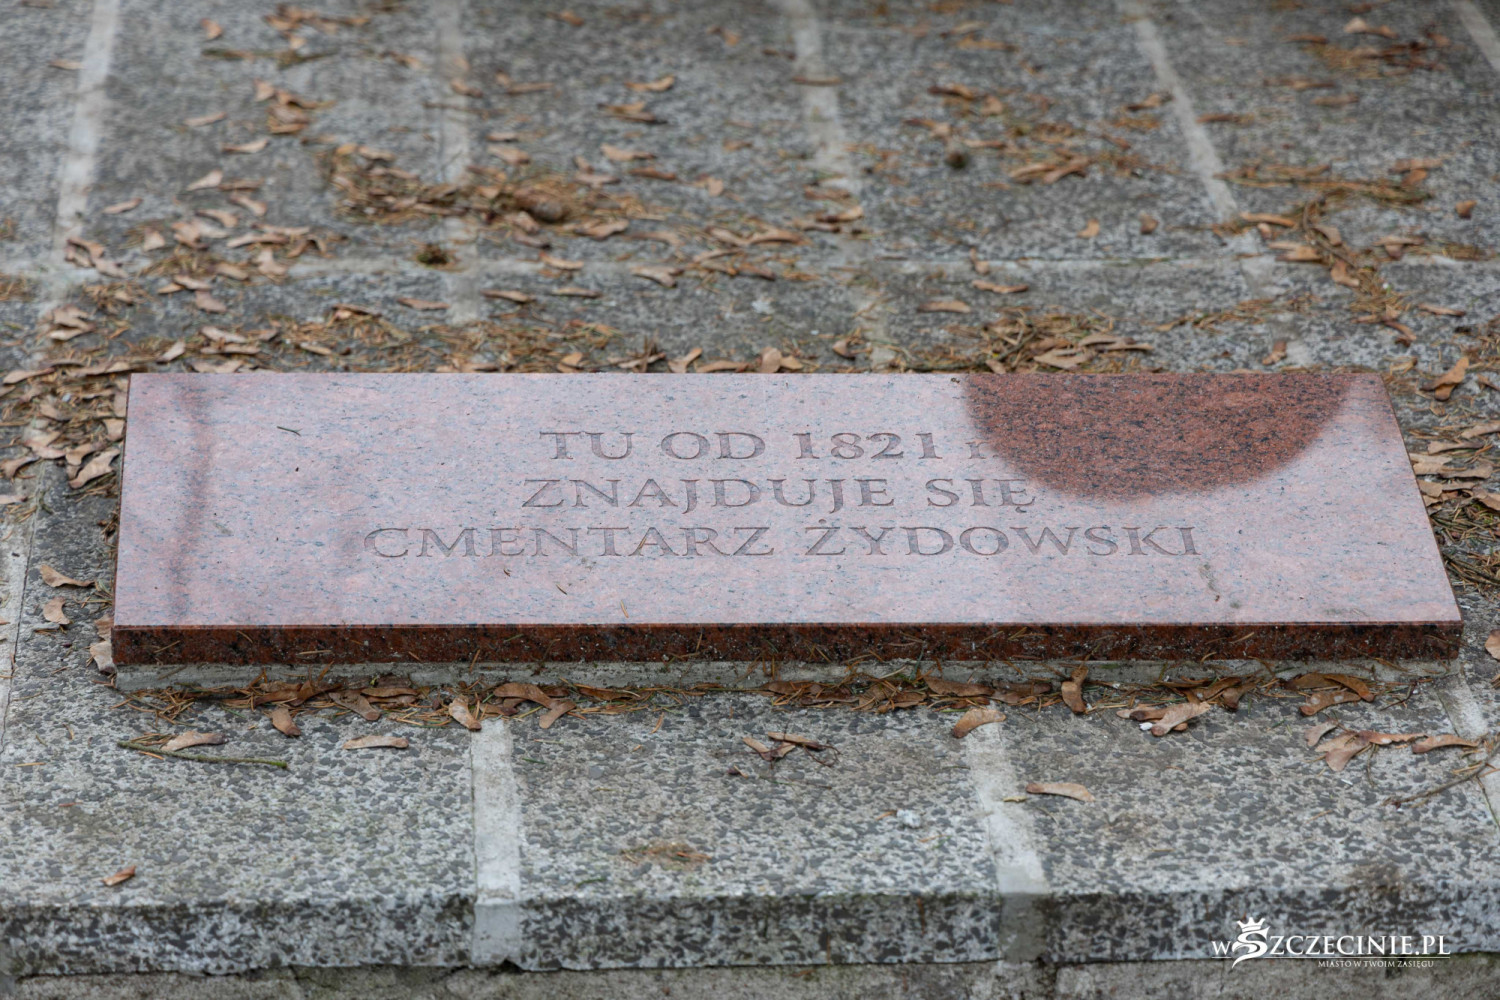 TU OD 1821 r.
ZNAJDUJE SIĘ
CMENTARZ ŻYDOWSKI
wSZCZECINIE.PL
MIASTO W TWOIM ZASIĘGU